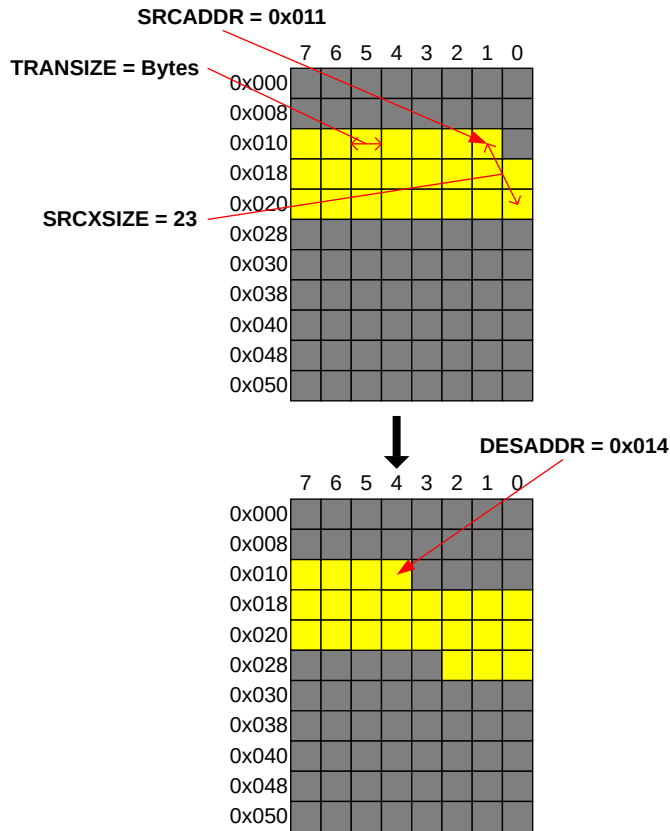 SRCADDR = 0x011
7 6 5 4 3 2 1 0
TRANSIZE = Bytes
0x000
0x008
0x010
0x018
0x020
SRCXSIZE = 23
0x028
0x030
0x038
0x040
0x048
0x050
DESADDR = 0x014
7 6 5 4 3 2 1 0
0x000
0x008
0x010
0x018
0x020
0x028
0x030
0x038
0x040
0x048
0x050